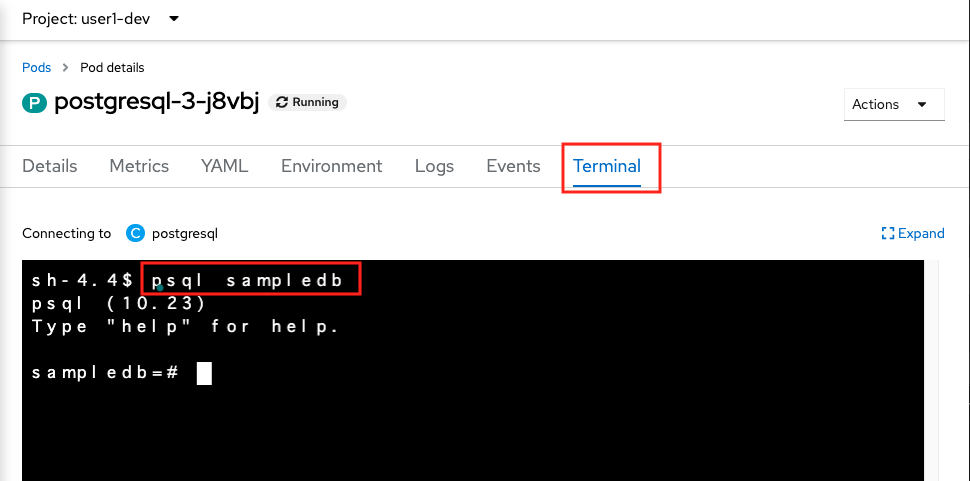 Project: user1-dev
Pods > Pod details
P postgresql-3-j8vbj Running
Actions
Details Metrics YAML Environment Logs Events Terminal
Connecting to C postgresql
Expand
sh-4.4$ psql sampledb
psql (10.23)
Type "help" for help.
sampledb=#